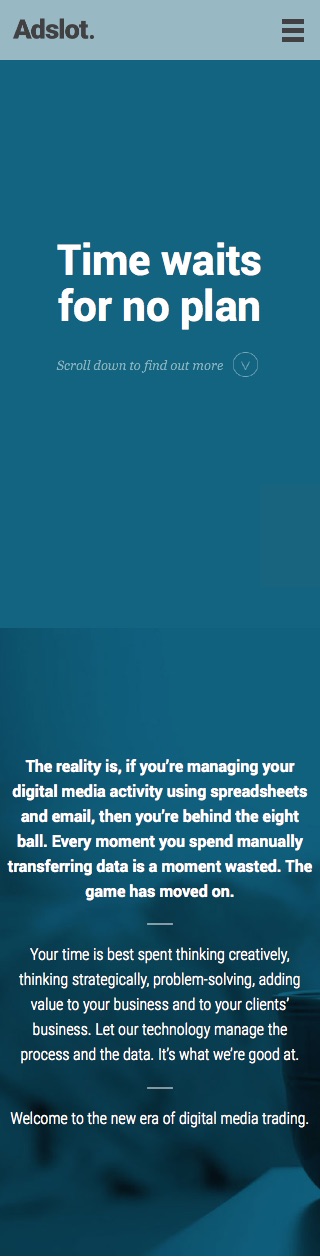 Adslot.
Time waits
for no plan
Scroll down to find out more
The reality is, if you're managing your
digital media activity using spreadsheets
and email, then you're behind the eight
ball. Every moment you spend manually
transferring data is a moment wasted. The
game has moved on.
Your time is best spent thinking creatively,
thinking strategically, problem-solving, adding
value to your business and to your clients'
business. Let our technology manage the
process and the data. It's what we're good at.
Welcome to the new era of digital media trading.